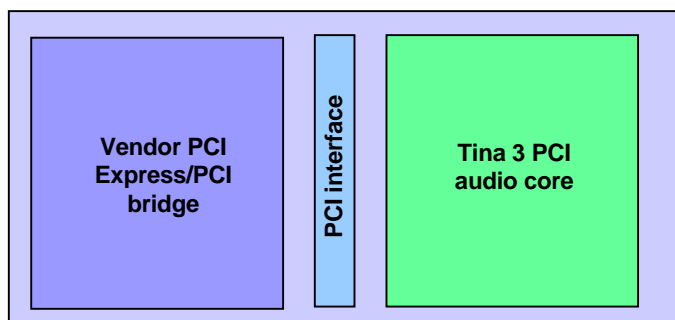 Vendor PCI
Express/PCI
bridge
PCI interface
Tina 3 PCI
audio core